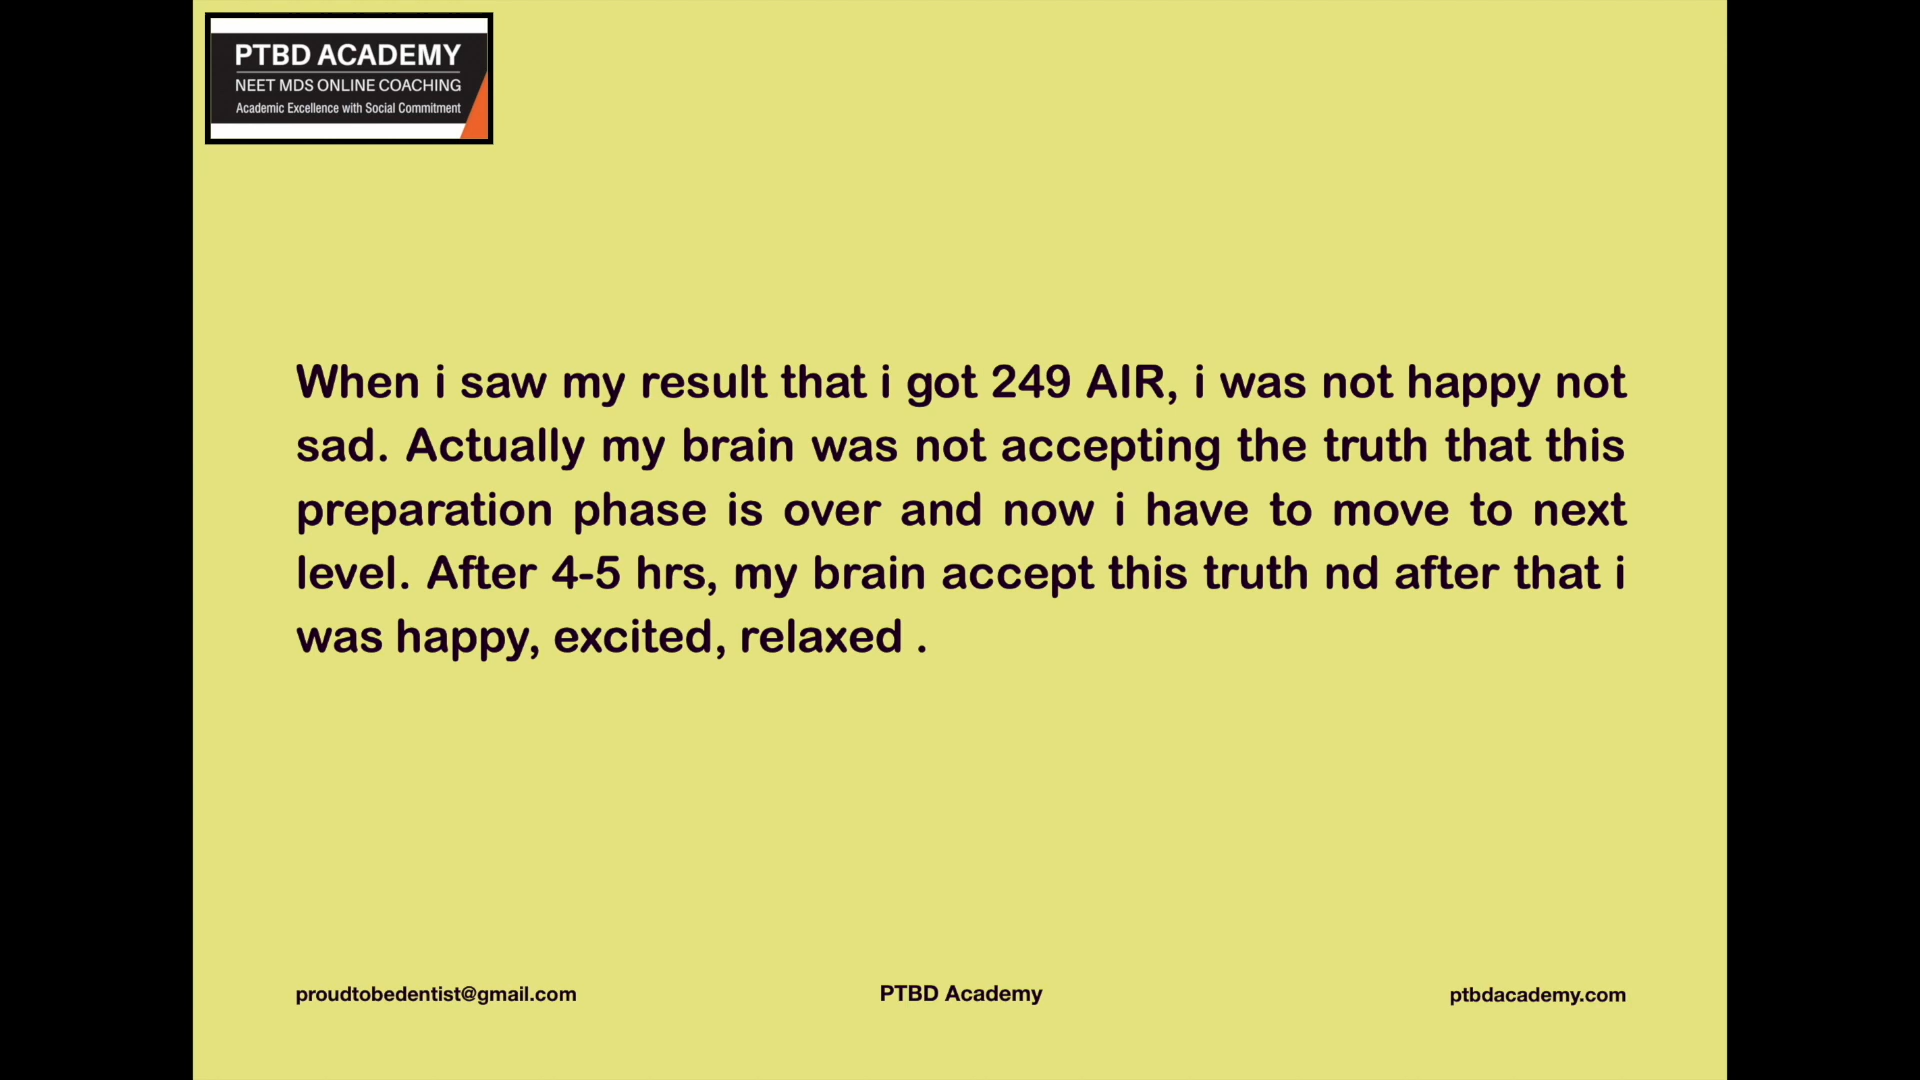 PTBD ACADEMY
NEET MDS ONLINE COACHING
Academic Excellence with Social Commitment
When i saw my result that i got 249 AIR, i was not happy not
sad. Actually my brain was not accepting the truth that this
preparation phase is over and now i have to move to next
level. After 4-5 hrs, my brain accept this truth nd after that i
was happy, excited, relaxed .
proudtobedentist@gmail.com
PTBD Academy
ptbdacademy.com